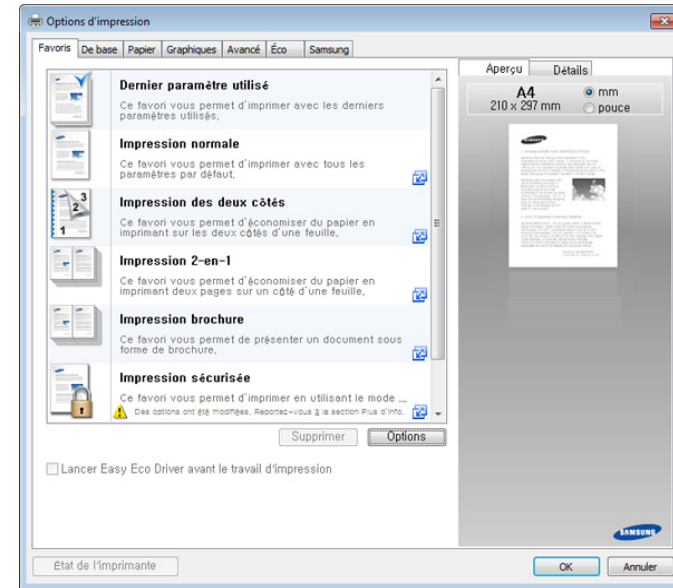 Options d'impression
Favoris De base Papier Graphiques Avancé Éco Samsung
Dernier paramètre utilisé
Ce favori vous permet d'imprimer avec les derniers
paramètres utilisés,
Impression normale
Ce favori vous permet d'imprimer avec tous les
paramètres par défaut,
Impression des deux côtés
Ce favori vous permet d'économiser du papier en
imprimant sur les deux côtés d'une feuille,
Impression 2-en-1
Ce favori vous permet d'économiser du papier en
imprimant deux pages sur un côté d'une feuille,
Impression brochure
Ce favori vous permet de présenter un document sous
forme de brochure,
Impression sécurisée
Ce favori vous permet d'imprimer en utilisant le mode ...
Des options ont été modifiées. Reportez-vous à la section Plus d'info.
Supprimer Options
Lancer Easy Eco Driver avant le travail d'impression
Aperçu Détails
A4
210 x 297 mm
mm
pouce
SAMSUNG
État de l'imprimante
OK Annuler